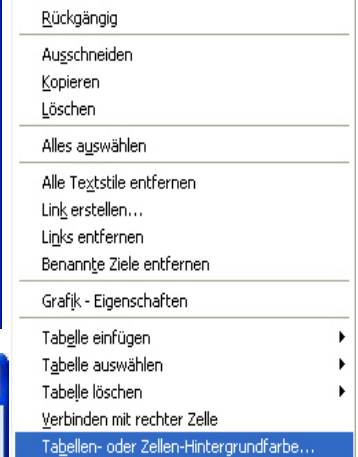 Rückgängig
Ausschneiden
Kopieren
Löschen
Alles auswählen
Alle Textstile entfernen
Link erstellen...
Links entfernen
Benannte Ziele entfernen
Grafik - Eigenschaften
Tabelle einfügen
Tabelle auswählen
Tabelle löschen
Verbinden mit rechter Zelle
Tabellen- oder Zellen-Hintergrundfarbe...